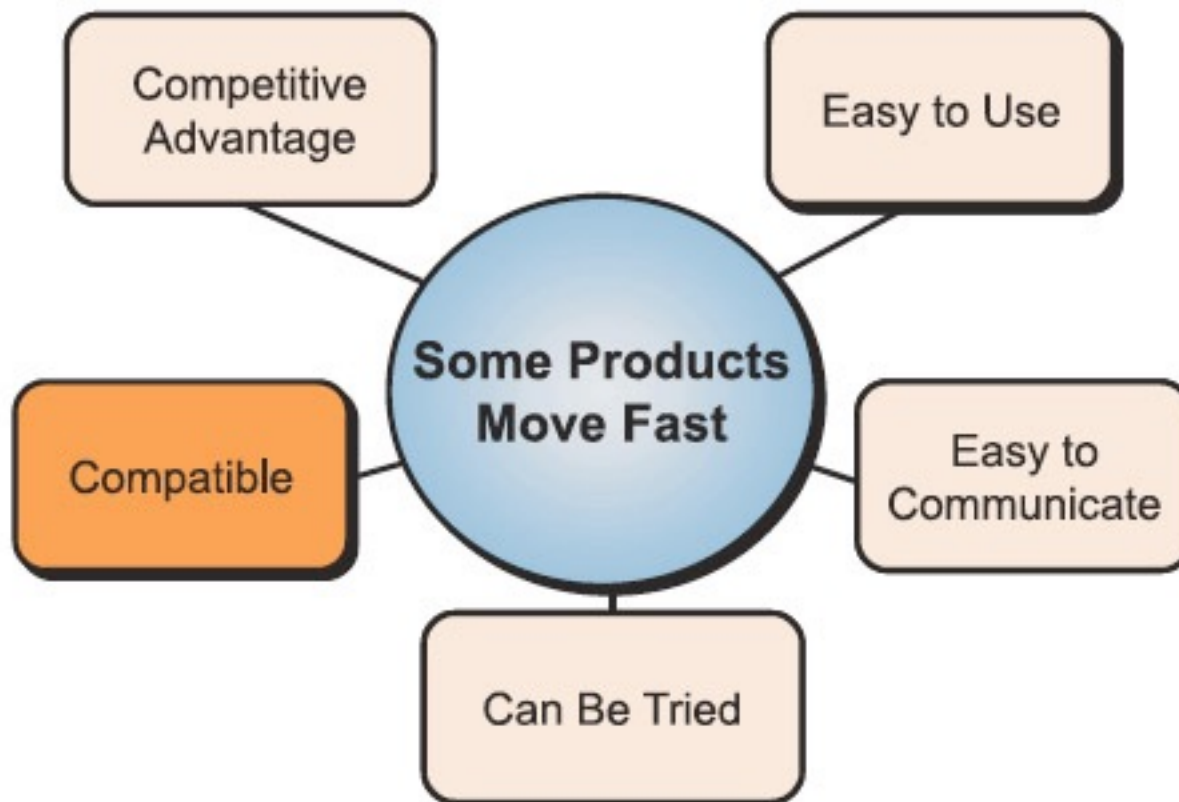 Competitive
Advantage
Easy to Use
Some Products
Move Fast
Compatible
Easy to
Communicate
Can Be Tried